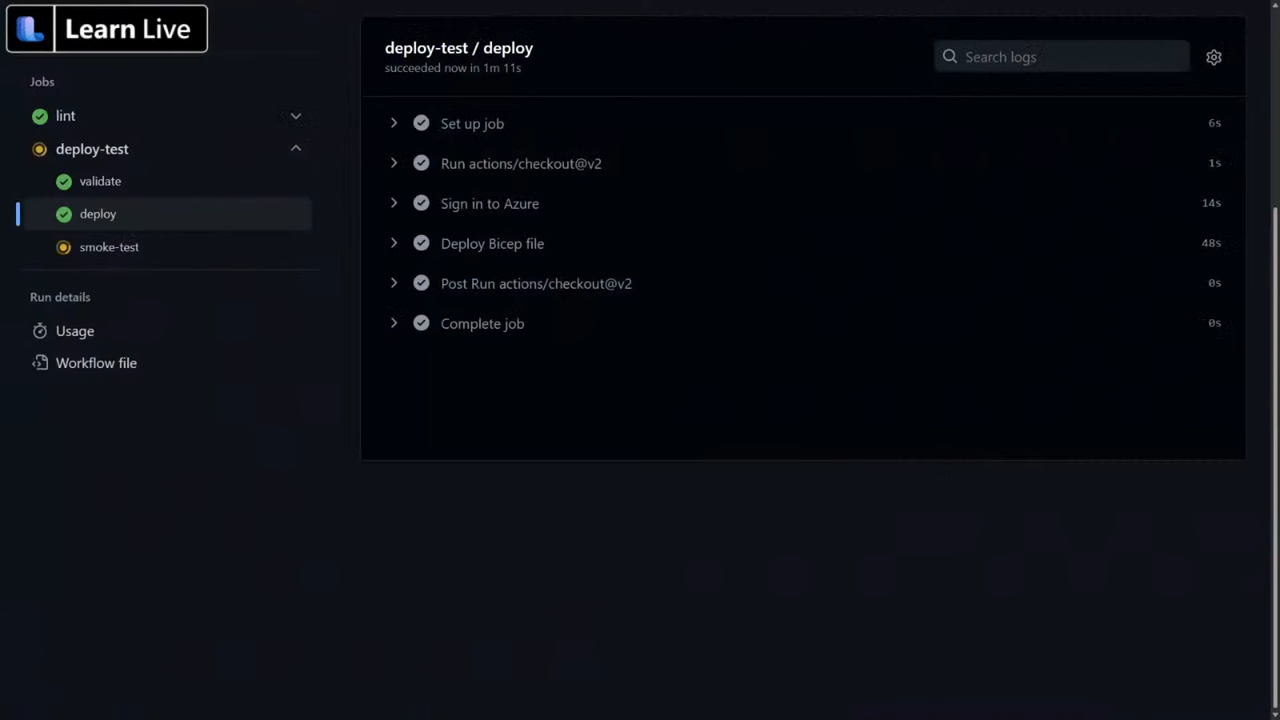 Learn Live
Jobs
lint
deploy-test
validate
deploy
smoke-test
Run details
Usage
Workflow file
deploy-test / deploy
succeeded now in 1m 11s
Search logs
Set up job 6s
Run actions/checkout@v2 1s
Sign in to Azure 14s
Deploy Bicep file 48s
Post Run actions/checkout@v2 0s
Complete job 0s